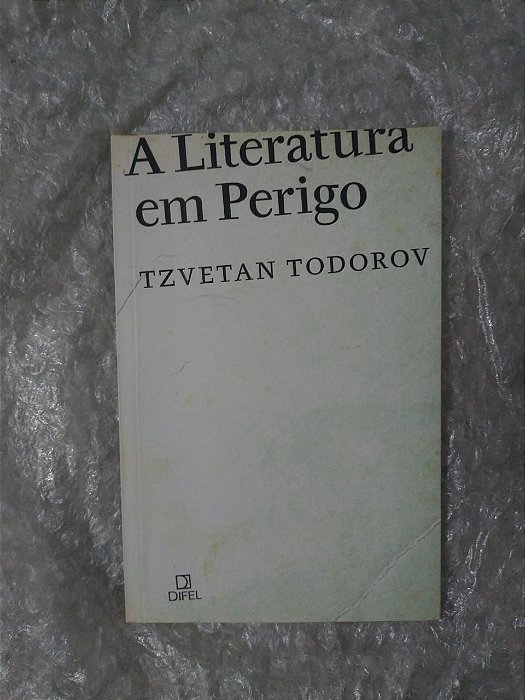 A Literatura
em Perigo
TZVETAN TODOROV
DIFEL